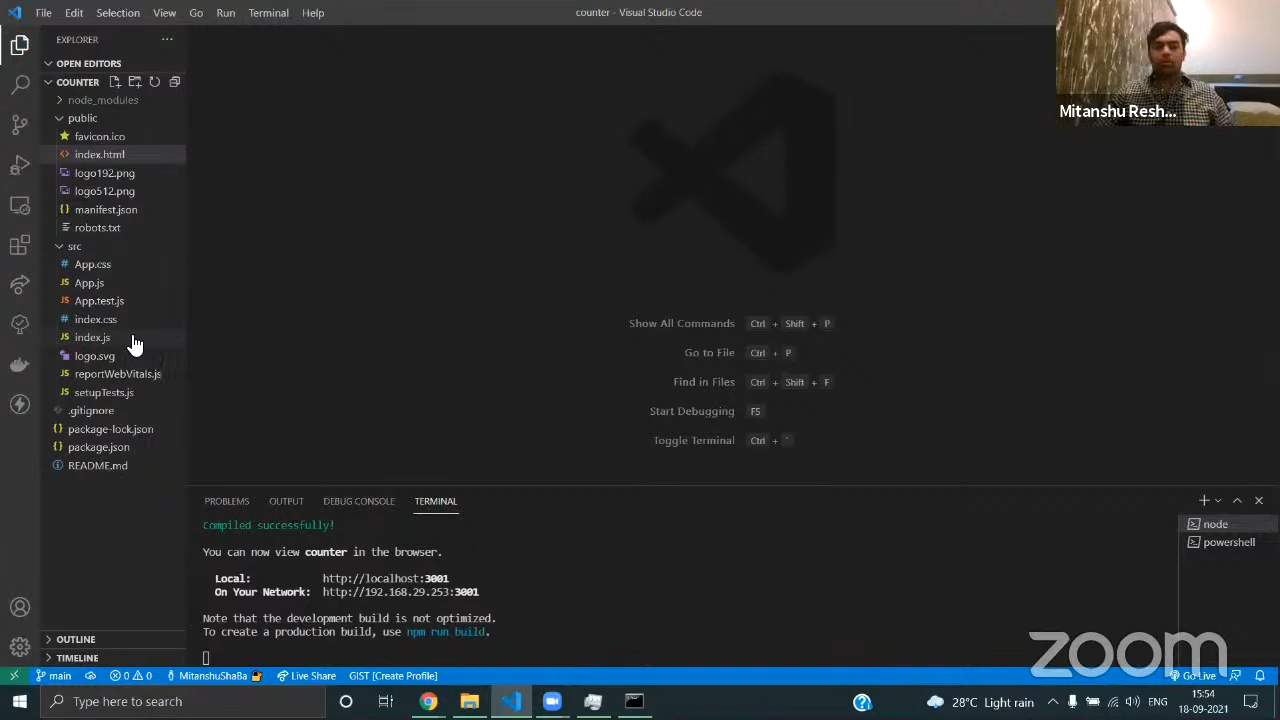 File Edit Selection View Go Run Terminal Help
counter - Visual Studio Code
EXPLORER
OPEN EDITORS
COUNTER
node_modules
public
favicon.ico
index.html
logo192.png
logo512.png
manifest.json
robots.txt
src
App.css
App.js
App.test.js
index.css
index.js
logo.svg
reportWebVitals.js
setupTests.js
.gitignore
package-lock.json
package.json
README.md
OUTLINE
TIMELINE
Mitanshu Resh...
Show All Commands Ctrl + Shift + P
Go to File Ctrl + P
Find in Files Ctrl + Shift + F
Start Debugging F5
Toggle Terminal Ctrl + `
PROBLEMS OUTPUT DEBUG CONSOLE TERMINAL
Compiled successfully!
You can now view counter in the browser.
Local: http://localhost:3001
On Your Network: http://192.168.29.253:3001
Note that the development build is not optimized.
To create a production build, use npm run build.
node
powershell
zoom
main 0 0 MitanshuShaBa Live Share GIST [Create Profile] Go Live
Type here to search
28°C Light rain
ENG
15:54
18-09-2021